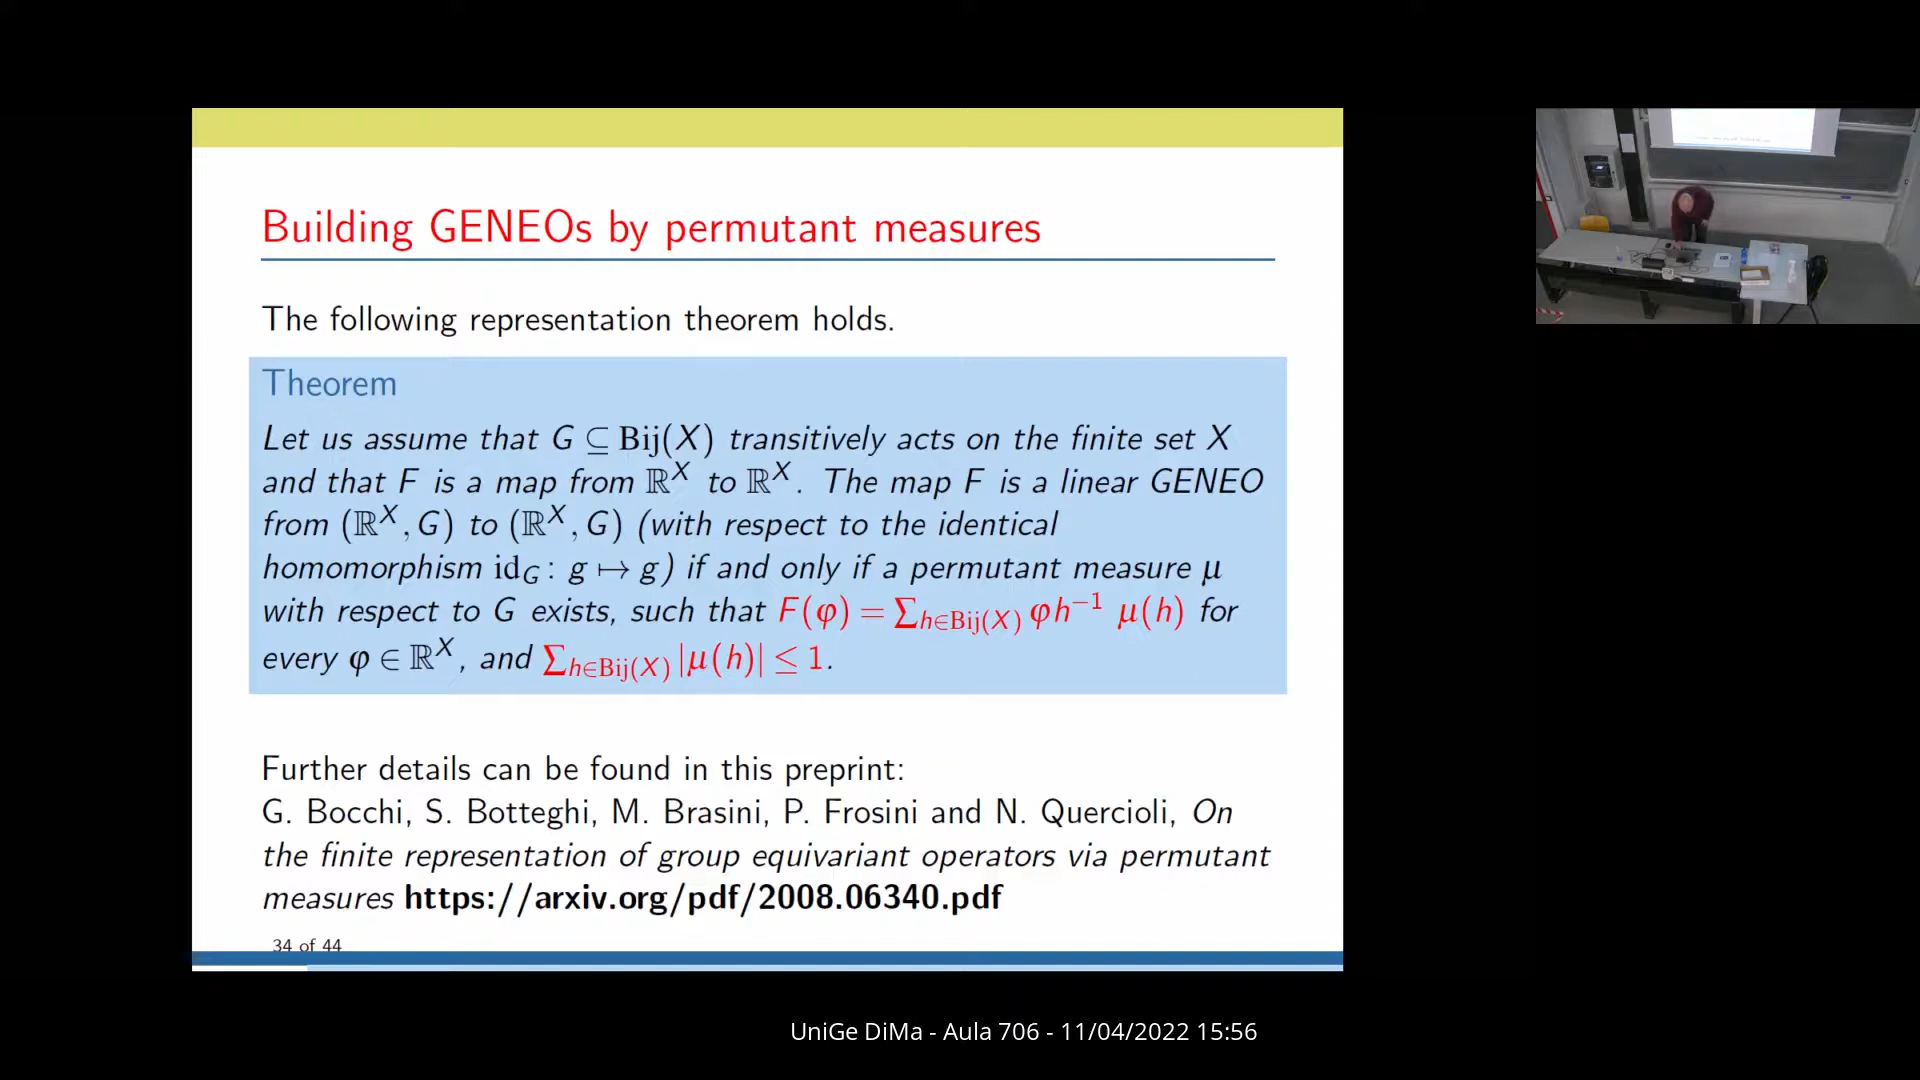 Building GENEOs by permutant measures
The following representation theorem holds.
Theorem
Let us assume that G ⊆ Bij(X) transitively acts on the finite set X
and that F is a map from ℝ^X to ℝ^X. The map F is a linear GENEO
from (ℝ^X, G) to (ℝ^X, G) (with respect to the identical
homomorphism id_G : g ↦ g) if and only if a permutant measure μ
with respect to G exists, such that F(φ) = ∑_{h∈Bij(X)} φh⁻¹ μ(h) for
every φ ∈ ℝ^X, and ∑_{h∈Bij(X)} |μ(h)| ≤ 1.
Further details can be found in this preprint:
G. Bocchi, S. Botteghi, M. Brasini, P. Frosini and N. Quercioli, On
the finite representation of group equivariant operators via permutant
measures https://arxiv.org/pdf/2008.06340.pdf
34 of 44
UniGe DiMa - Aula 706 - 11/04/2022 15:56